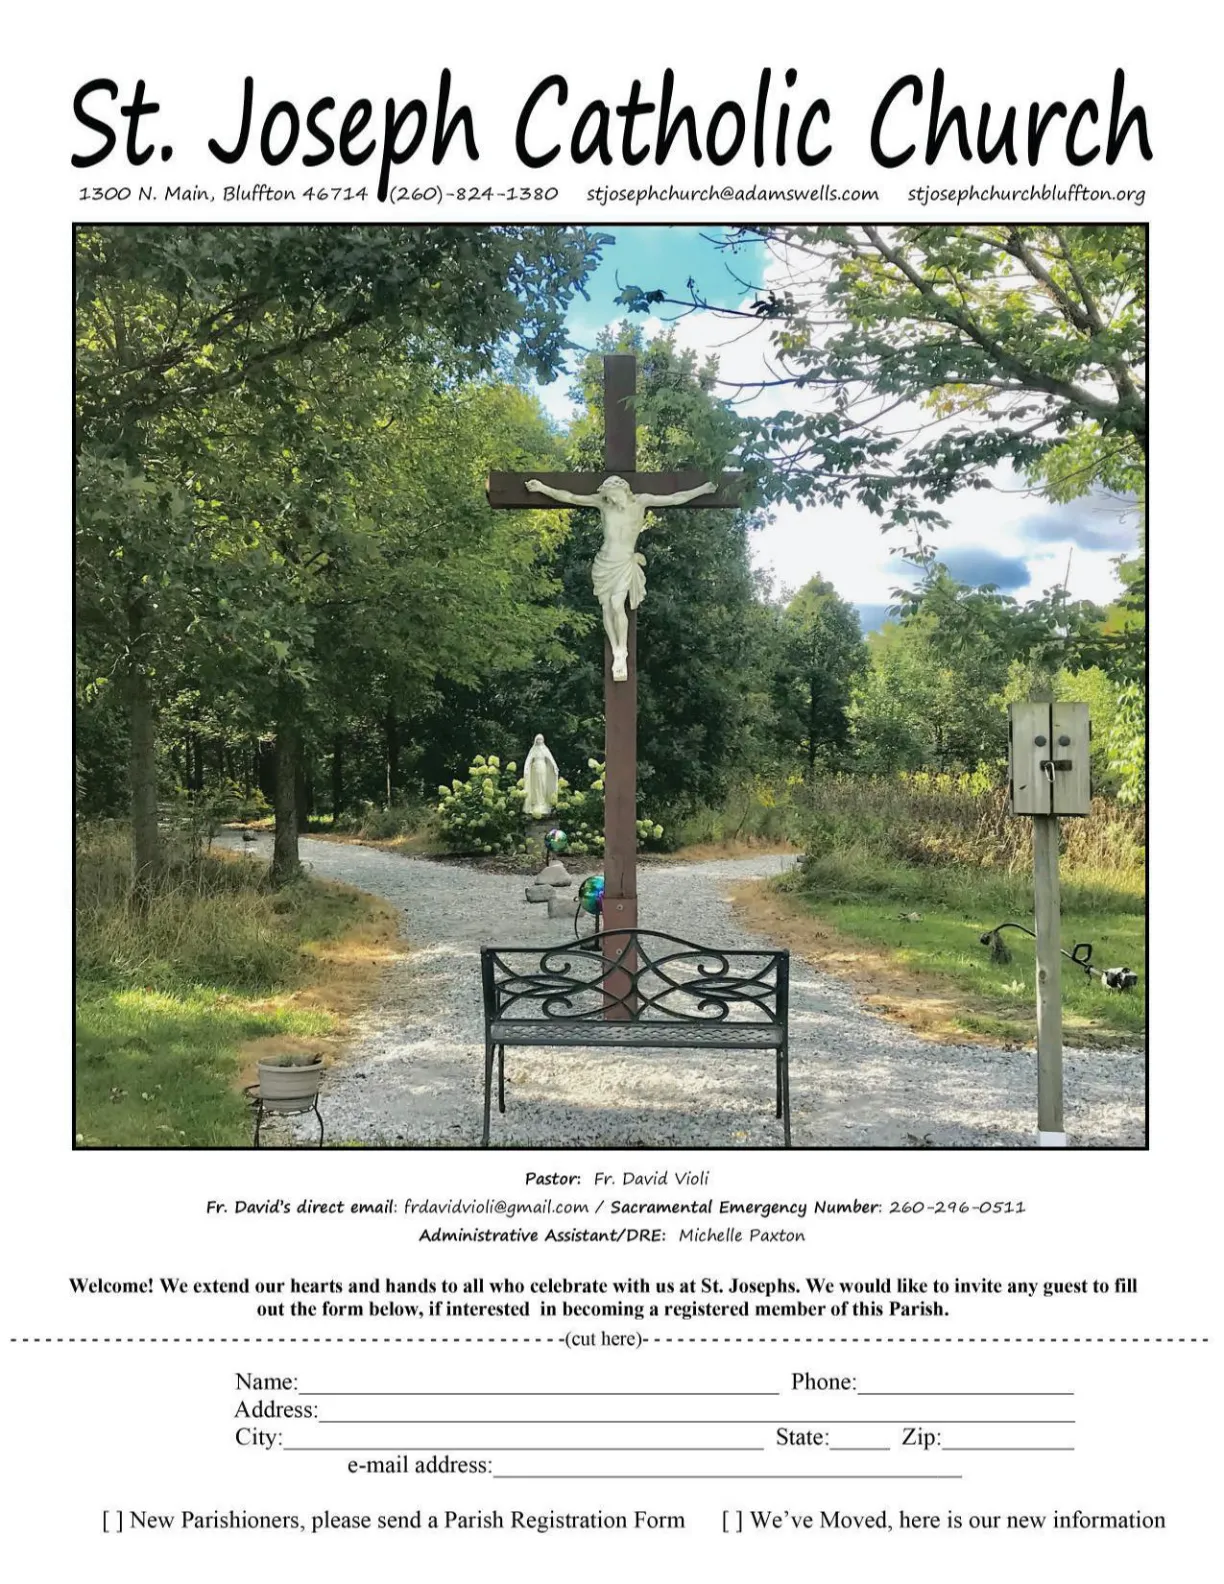 St. Joseph Catholic Church
1300 N. Main, Bluffton 46714 (260)-824-1380 stjosephchurch@adamswells.com stjosephchurchbluffton.org
Pastor: Fr. David Violi
Fr. David's direct email: frdavidvioli@gmail.com / Sacramental Emergency Number: 260-296-0511
Administrative Assistant/DRE: Michelle Paxton
Welcome! We extend our hearts and hands to all who celebrate with us at St. Josephs. We would like to invite any guest to fill
out the form below, if interested in becoming a registered member of this Parish.
(cut here)
Name: Phone:
Address:
City: State: Zip:
e-mail address:
[ ] New Parishioners, please send a Parish Registration Form [ ] We've Moved, here is our new information